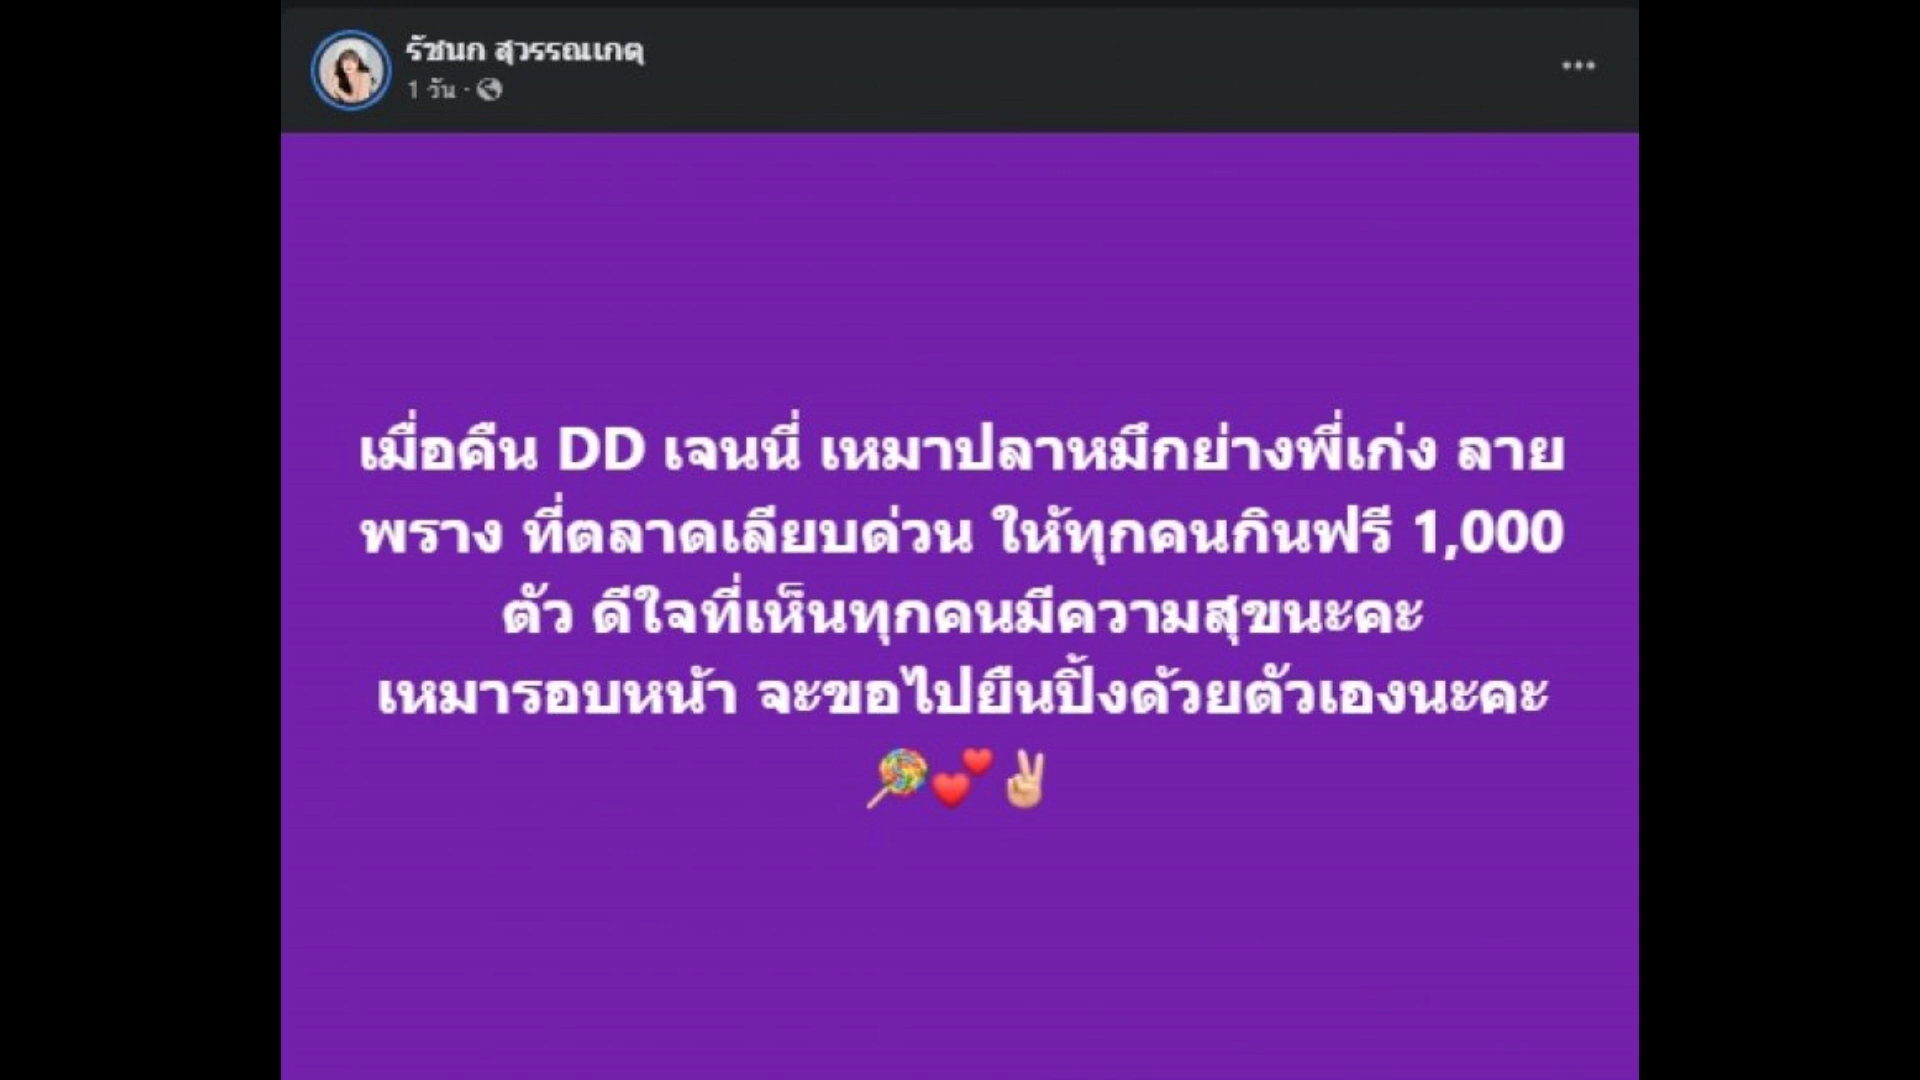 รัชนก สุวรรณเกตุ
1 วัน ·
เมื่อคืน DD เจนนี่ เหมาปลาหมึกย่างพี่เก่ง ลาย
พราง ที่ตลาดเลียบด่วน ให้ทุกคนกินฟรี 1,000
ตัว ดีใจที่เห็นทุกคนมีความสุขนะคะ
เหมารอบหน้า จะขอไปยืนปิ้งด้วยตัวเองนะคะ
🍭💕✌🏻